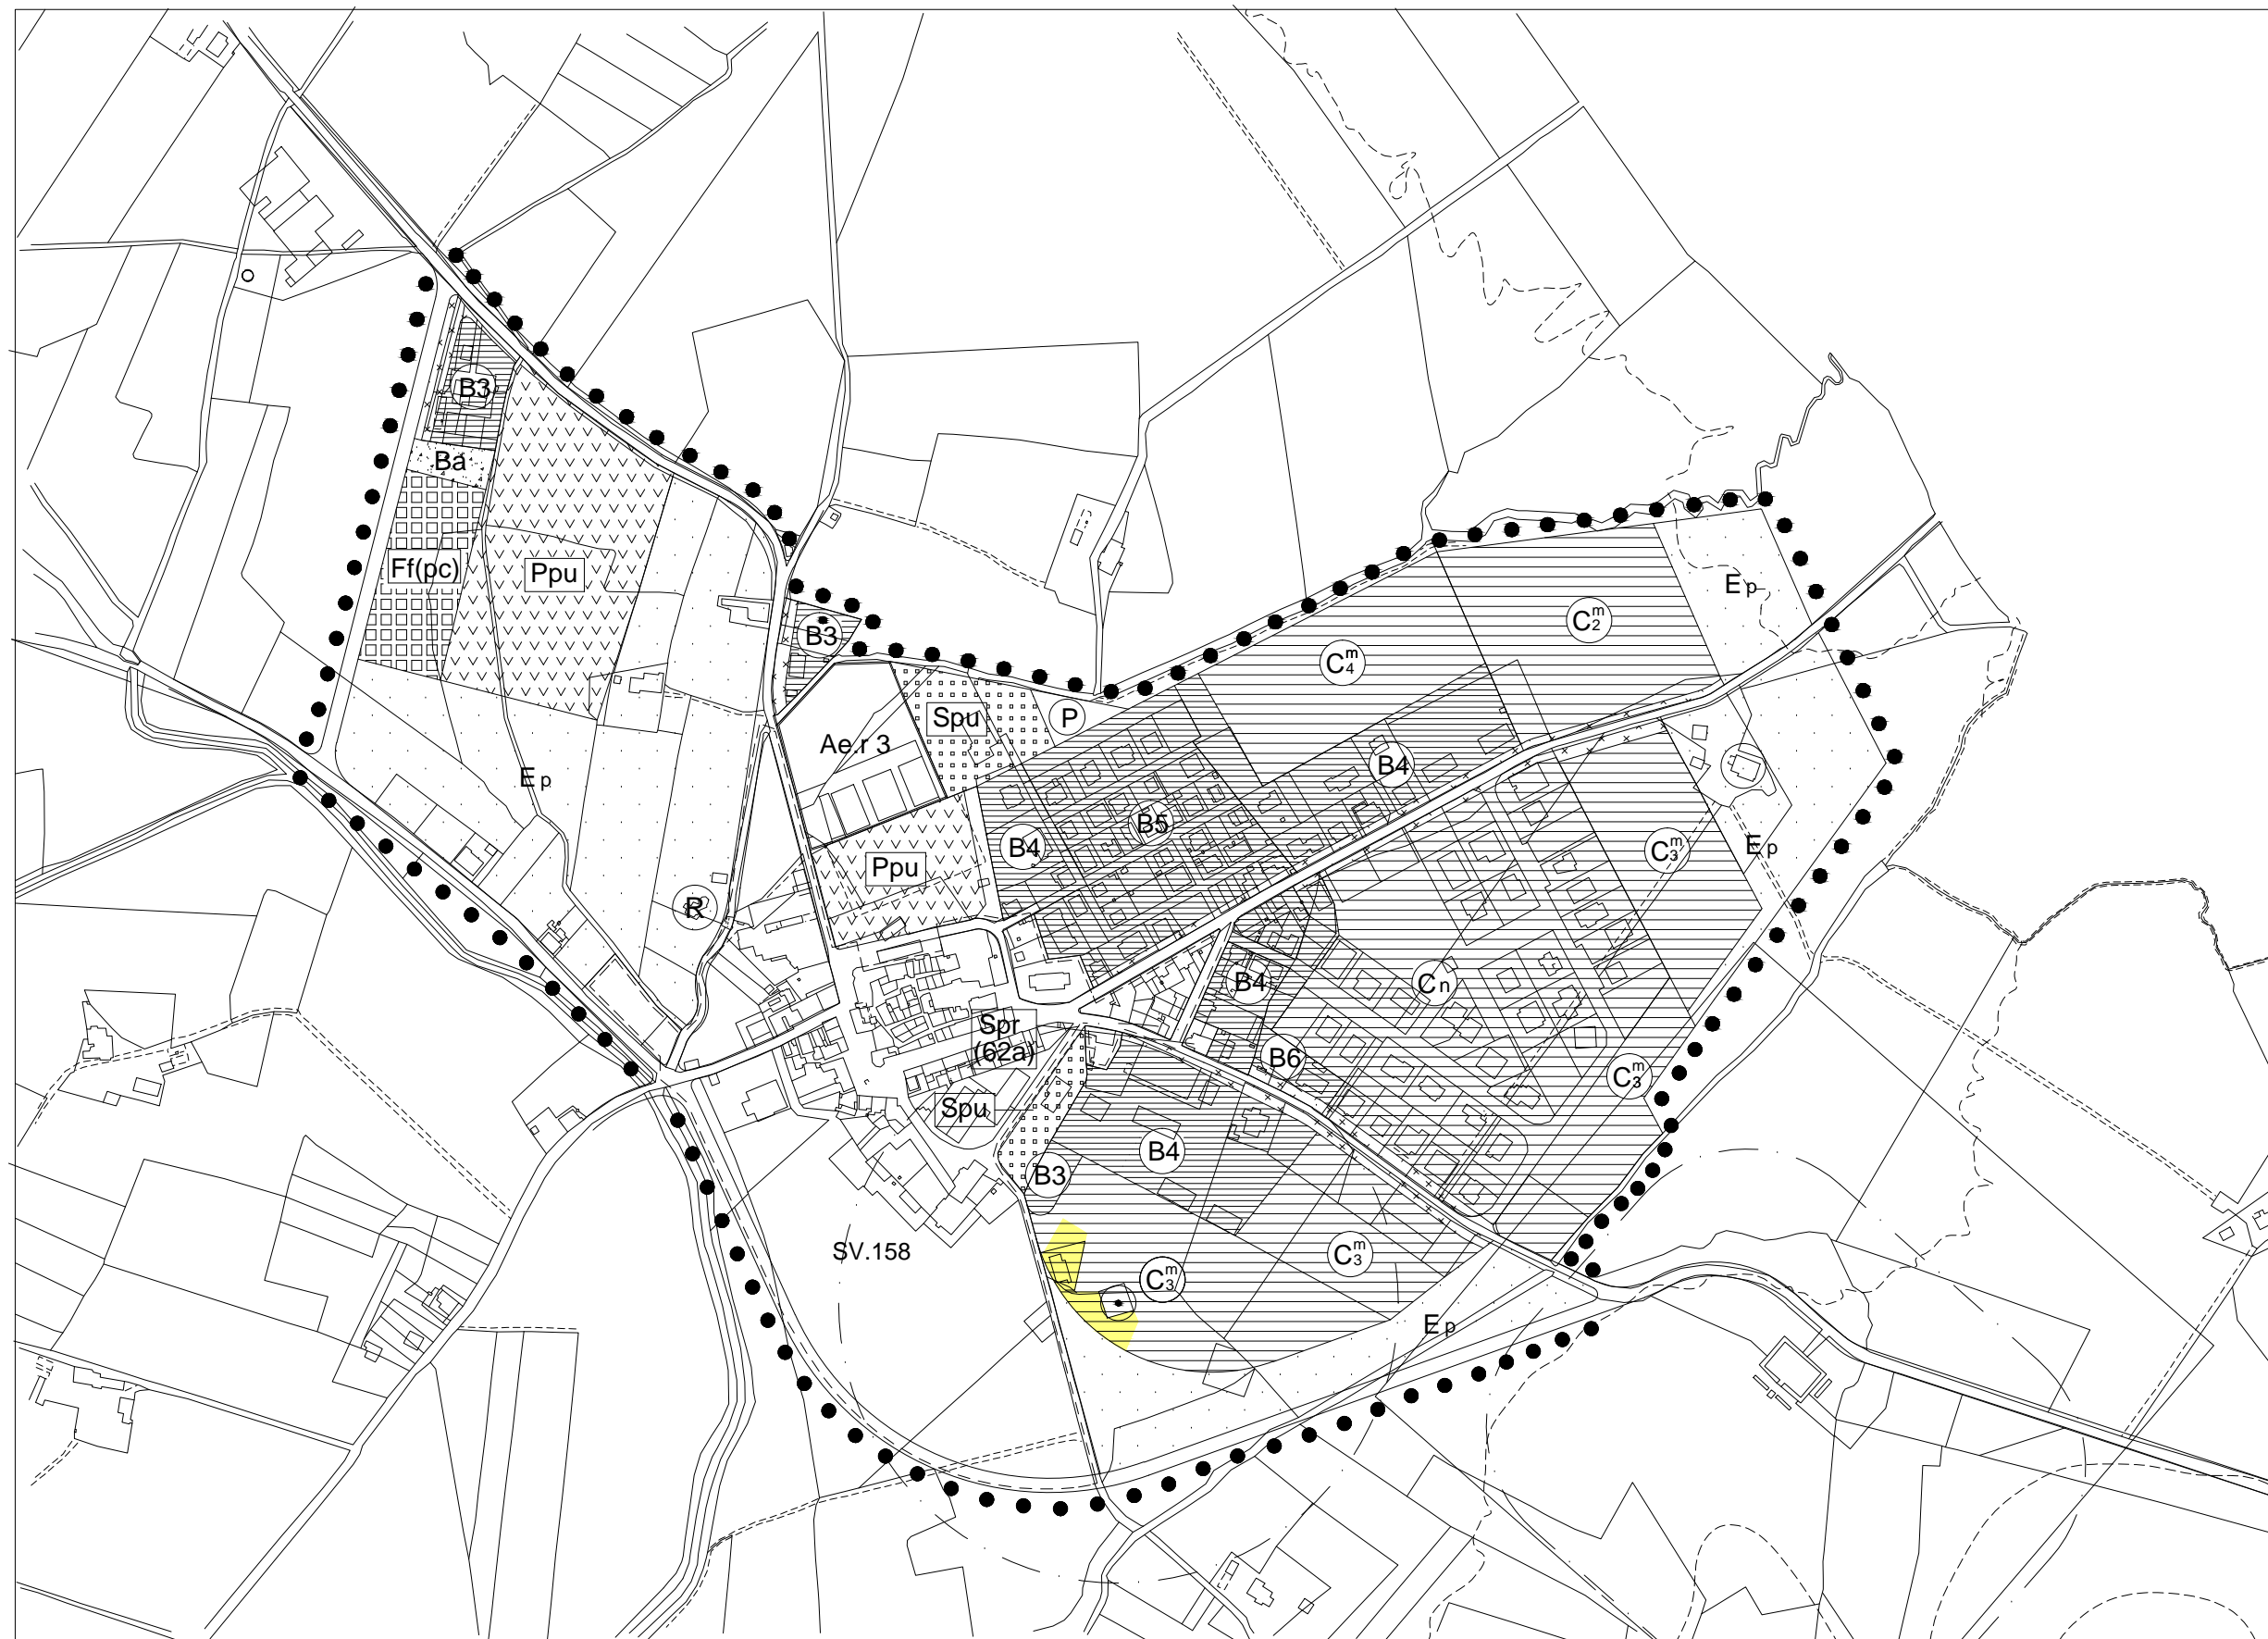 B3
Ba
Ff(pc)
Ppu
Ep
C2m
B3
C4m
Spu
P
Ae.r 3
B4
Ep
B5
B4
C3m
Ep
Ppu
R
B4
Cn
Spr
(62a)
B6
C3m
Spu
B4
B3
SV.158
C3m
C3m
Ep